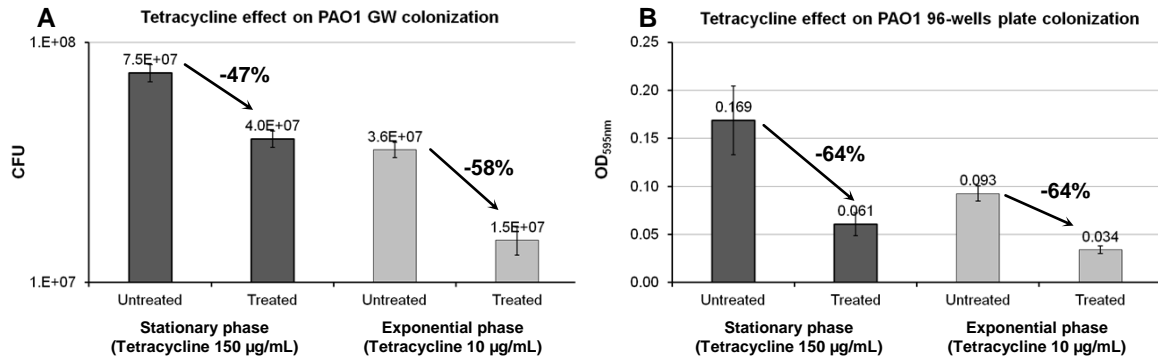 A
Tetracycline effect on PAO1 GW colonization
1.E+08
7.5E+07
-47%
4.0E+07
3.6E+07
-58%
1.5E+07
CFU
1.E+07
Untreated
Treated
Untreated
Treated
Stationary phase
(Tetracycline 150 µg/mL)
Exponential phase
(Tetracycline 10 µg/mL)
B
Tetracycline effect on PAO1 96-wells plate colonization
0.25
0.20
0.15
0.10
0.05
0.00
OD595nm
0.169
-64%
0.061
0.093
-64%
0.034
Untreated
Treated
Untreated
Treated
Stationary phase
(Tetracycline 150 µg/mL)
Exponential phase
(Tetracycline 10 µg/mL)